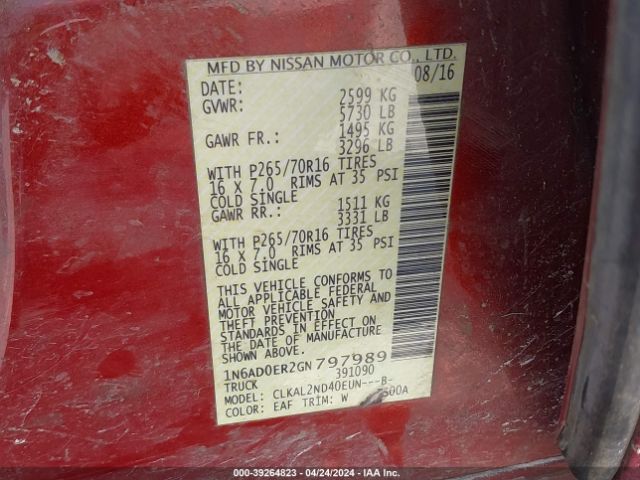 MFD BY NISSAN MOTOR CO., LTD.
DATE: 08/16
GVWR: 2599 KG
5730 LB
GAWR FR.: 1495 KG
3296 LB
WITH P265/70R16 TIRES
16 X 7.0 RIMS AT 35 PSI
COLD SINGLE
GAWR RR.: 1511 KG
3331 LB
WITH P265/70R16 TIRES
16 X 7.0 RIMS AT 35 PSI
COLD SINGLE
THIS VEHICLE CONFORMS TO
ALL APPLICABLE FEDERAL
MOTOR VEHICLE SAFETY AND
THEFT PREVENTION
STANDARDS IN EFFECT ON
THE DATE OF MANUFACTURE
SHOWN ABOVE.
1N6AD0ER2GN797989
TRUCK 391090
MODEL: CLKAL2ND40EUN---B-
COLOR: EAF TRIM: W
000-39264823 - 04/24/2024 - IAA Inc.